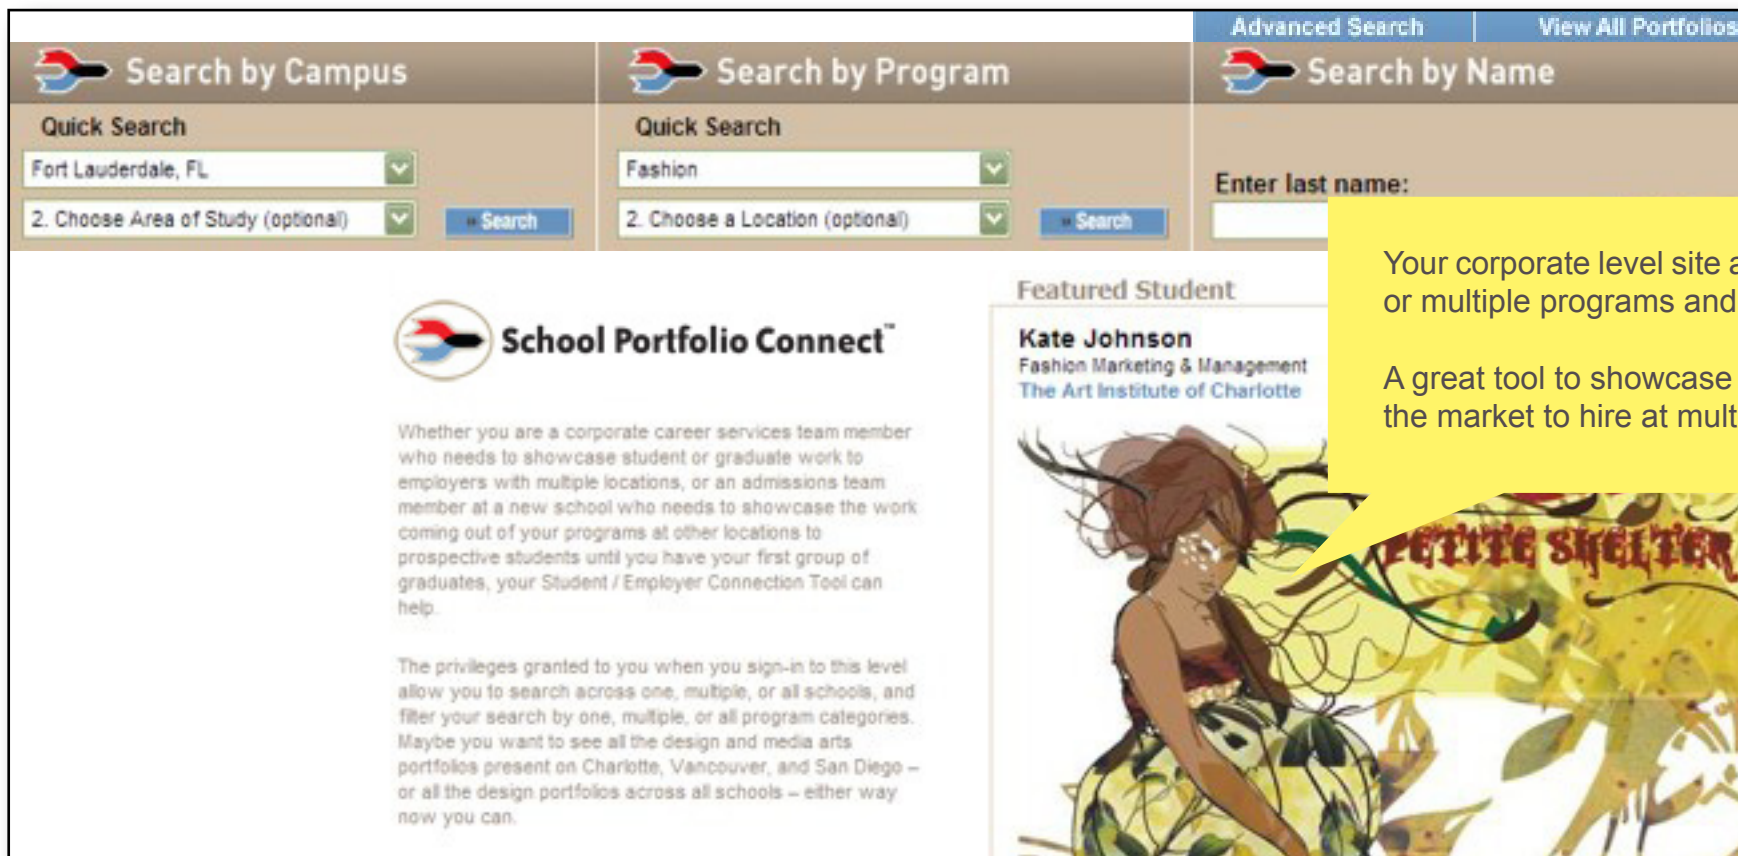 Advanced Search
View All Portfolios
Search by Campus
Quick Search
Fort Lauderdale, FL
2. Choose Area of Study (optional)
» Search
Search by Program
Quick Search
Fashion
2. Choose a Location (optional)
» Search
Search by Name
Enter last name:
School Portfolio Connect™
Whether you are a corporate career services team member
who needs to showcase student or graduate work to
employers with multiple locations, or an admissions team
member at a new school who needs to showcase the work
coming out of your programs at other locations to
prospective students until you have your first group of
graduates, your Student / Employer Connection Tool can
help.
The privileges granted to you when you sign-in to this level
allow you to search across one, multiple, or all schools, and
filter your search by one, multiple, or all program categories.
Maybe you want to see all the design and media arts
portfolios present on Charlotte, Vancouver, and San Diego –
or all the design portfolios across all schools – either way
now you can.
Featured Student
Kate Johnson
Fashion Marketing & Management
The Art Institute of Charlotte
Your corporate level site
or multiple programs and
A great tool to showcase
the market to hire at
PETITE SHELTER